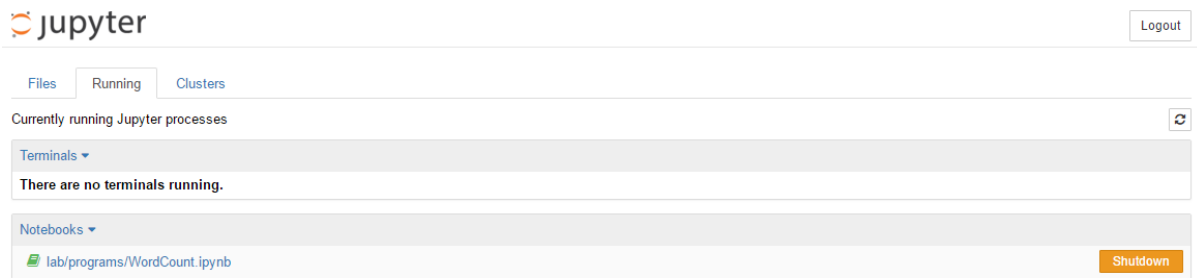 jupyter
Logout
Files Running Clusters
Currently running Jupyter processes
Terminals
There are no terminals running.
Notebooks
lab/programs/WordCount.ipynb Shutdown